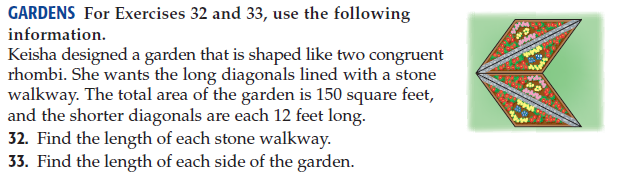 GARDENS For Exercises 32 and 33, use the following
information.
Keisha designed a garden that is shaped like two congruent
rhombi. She wants the long diagonals lined with a stone
walkway. The total area of the garden is 150 square feet,
and the shorter diagonals are each 12 feet long.
32. Find the length of each stone walkway.
33. Find the length of each side of the garden.